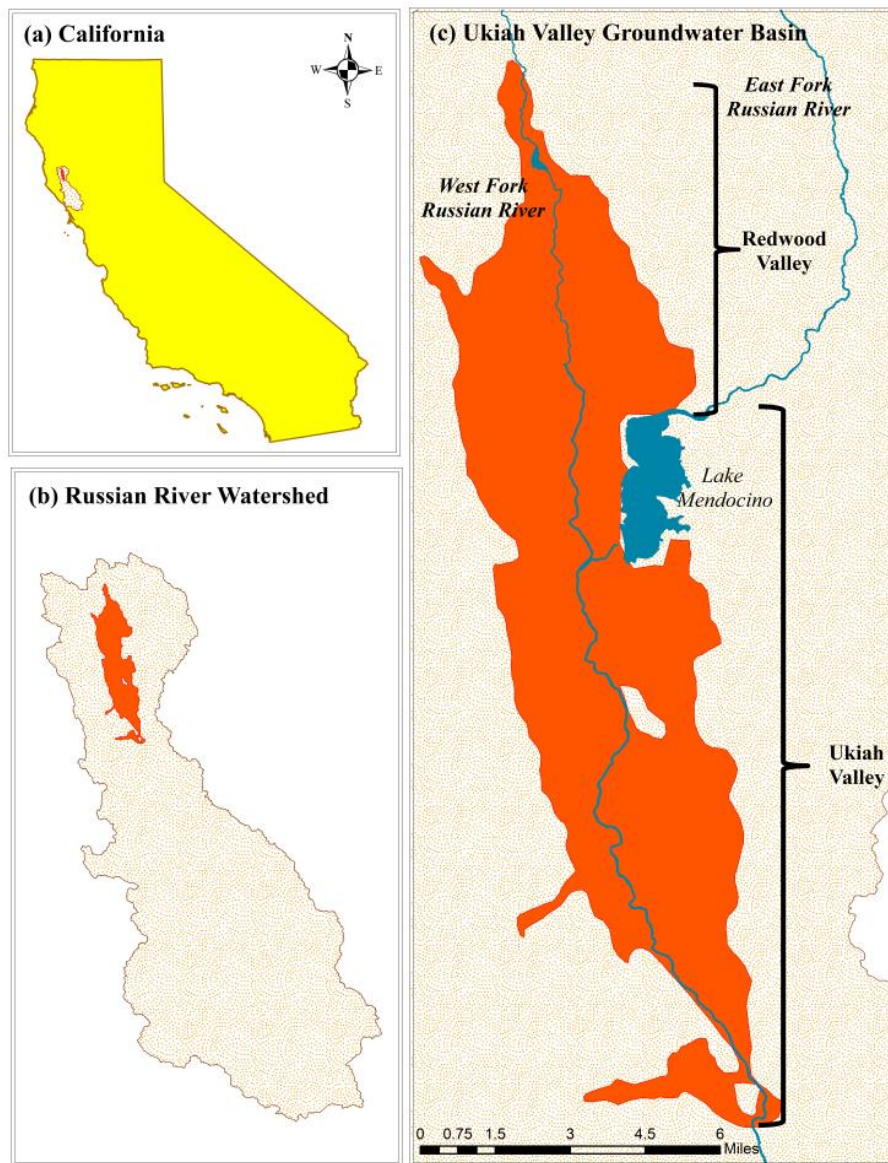 (a) California
N
W E
S
(b) Russian River Watershed
(c) Ukiah Valley Groundwater Basin
East Fork
Russian River
West Fork
Russian River
Redwood
Valley
Lake
Mendocino
Ukiah
Valley
0 0.75 1.5 3 4.5 6
Miles